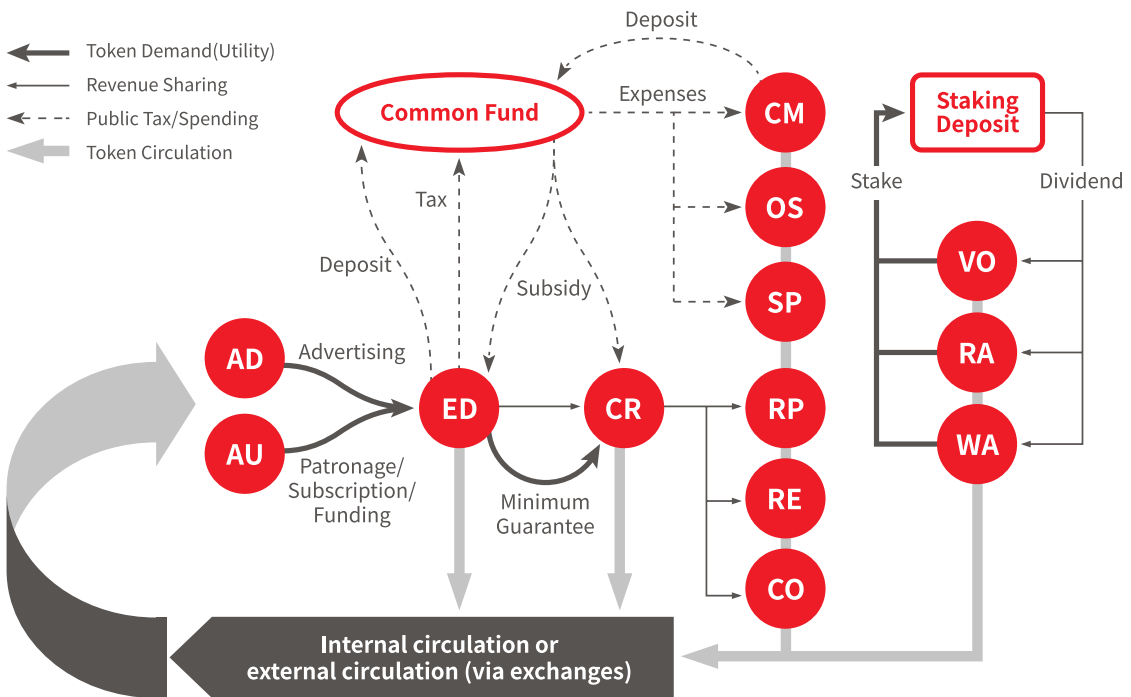 Token Demand(Utility)
Revenue Sharing
Public Tax/Spending
Token Circulation
Deposit
Common Fund
Expenses
CM
Staking
Deposit
Stake
Dividend
Tax
OS
Deposit
Subsidy
VO
SP
AD
Advertising
RA
ED
CR
RP
AU
WA
Patronage/
Subscription/
Funding
Minimum
Guarantee
RE
CO
Internal circulation or
external circulation (via exchanges)